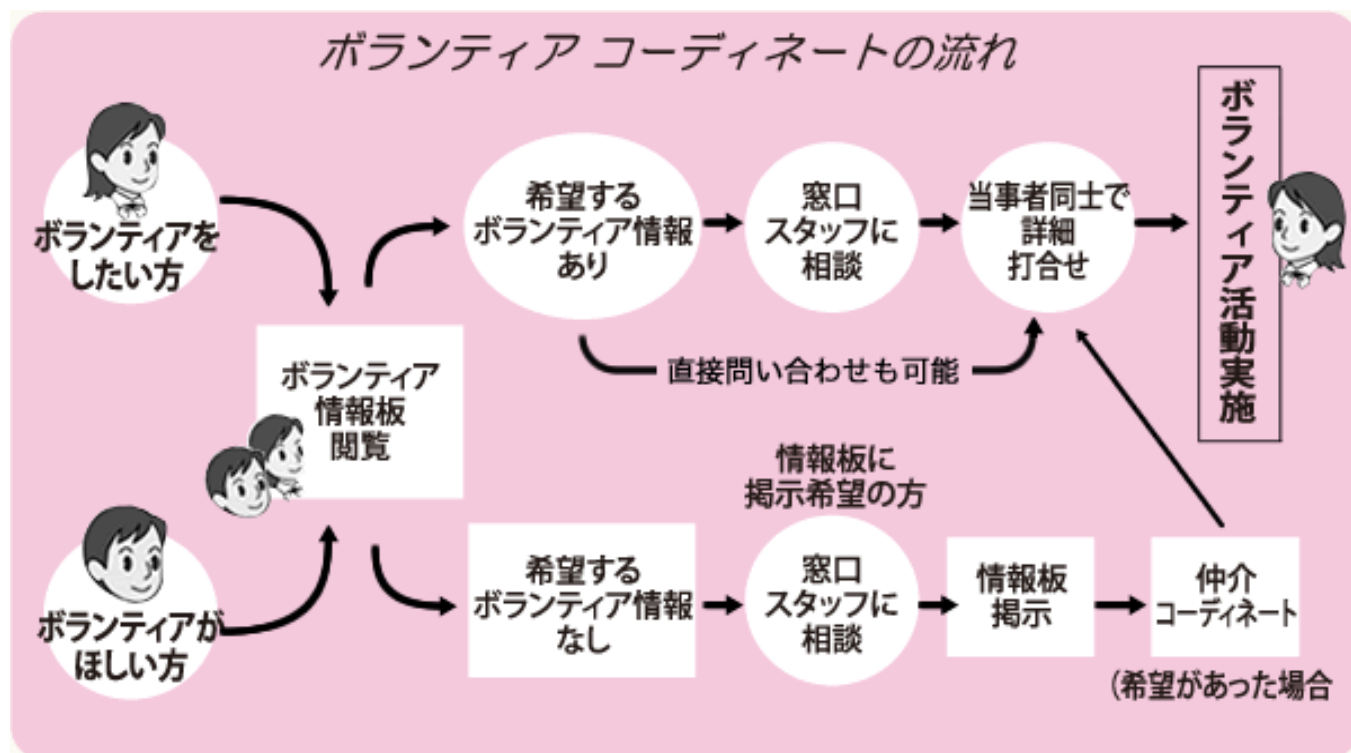 ボランティア コーディネートの流れ
ボランティアを
したい方
ボランティアが
ほしい方
ボランティア
情報板
閲覧
希望する
ボランティア情報
あり
窓口
スタッフに
相談
当事者同士で
詳細
打合せ
ボランティア活動実施
直接問い合わせも可能
希望する
ボランティア情報
なし
情報板に
掲示希望の方
窓口
スタッフに
相談
情報板
掲示
仲介
コーディネート
(希望があった場合